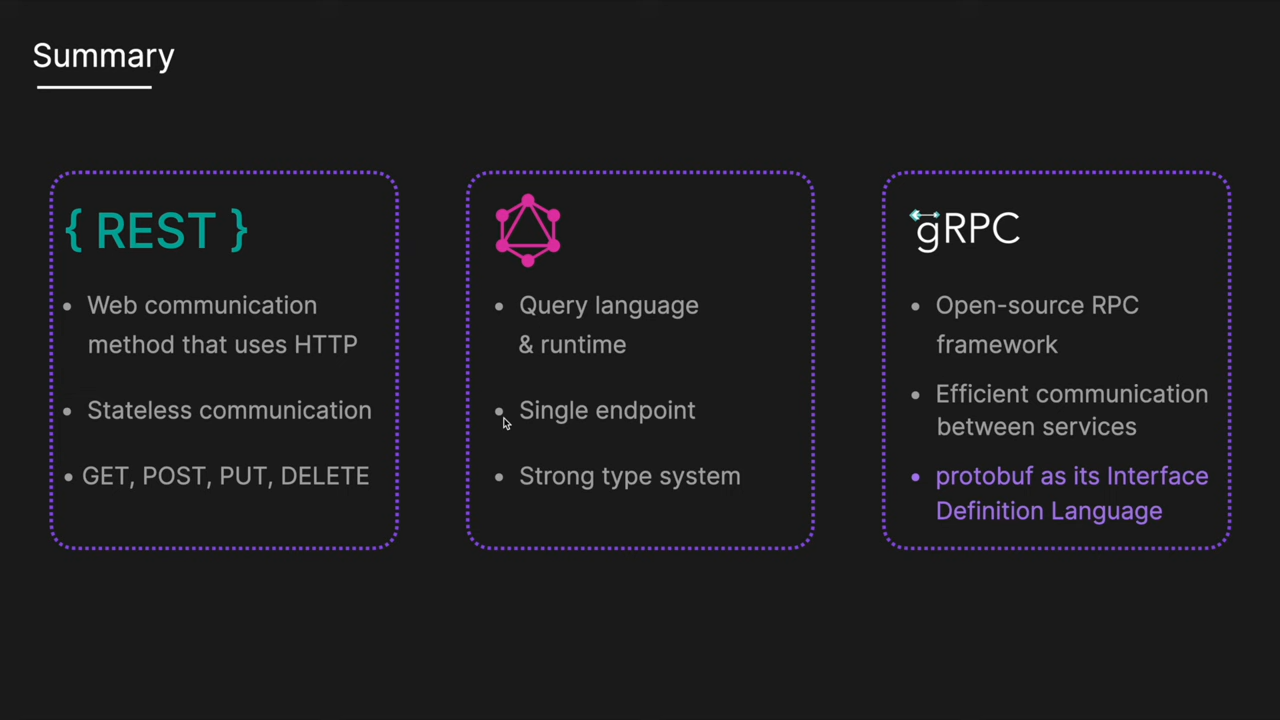 Summary
{ REST }
• Web communication
method that uses HTTP
• Stateless communication
• GET, POST, PUT, DELETE
• Query language
& runtime
• Single endpoint
• Strong type system
gRPC
• Open-source RPC
framework
• Efficient communication
between services
• protobuf as its Interface
Definition Language